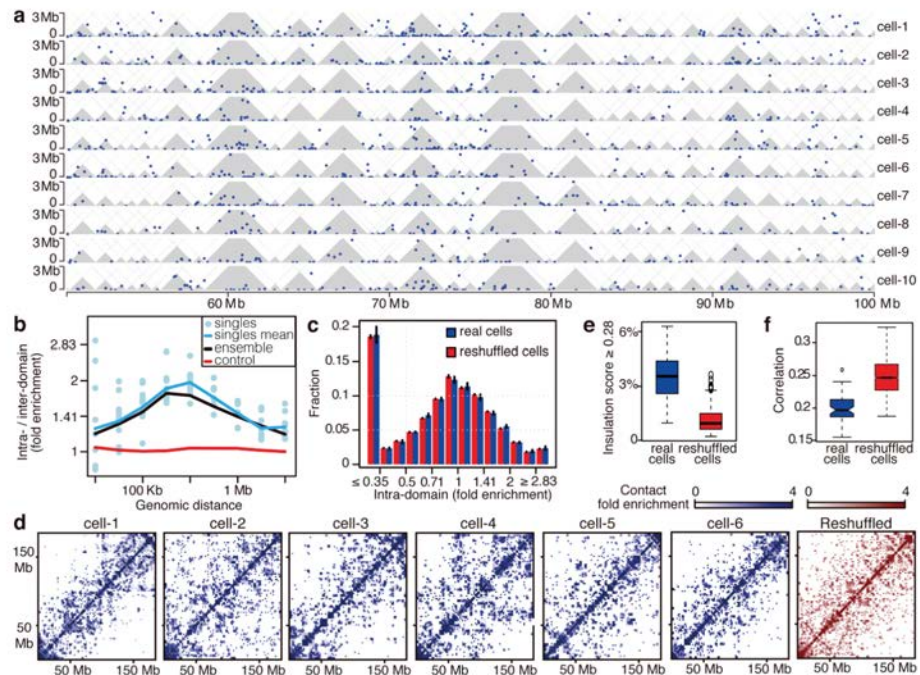 a
3Mb
0
cell-1
3Mb
0
cell-2
3Mb
0
cell-3
3Mb
0
cell-4
3Mb
0
cell-5
3Mb
0
cell-6
3Mb
0
cell-7
3Mb
0
cell-8
3Mb
0
cell-9
3Mb
0
cell-10
60 Mb 70 Mb 80 Mb 90 Mb 100 Mb
b
Intra- / inter-domain
(fold enrichment)
2.83
2
1.41
1
singles
singles mean
ensemble
control
100 Kb 1 Mb
Genomic distance
c
Fraction
0.2
0.15
0.1
0.05
0
real cells
reshuffled cells
≤ 0.35 0.5 0.71 1 1.41 2 ≥ 2.83
Intra-domain (fold enrichment)
e
Insulation score ≥ 0.28
6%
3%
0
real
cells
reshuffled
cells
f
Correlation
0.25
0.2
0.15
real
cells
reshuffled
cells
Contact
fold enrichment
0 4
0 4
d
cell-1 cell-2 cell-3 cell-4 cell-5 cell-6 Reshuffled
150
Mb
50
Mb
50 Mb 150 Mb 50 Mb 150 Mb 50 Mb 150 Mb 50 Mb 150 Mb 50 Mb 150 Mb 50 Mb 150 Mb 50 Mb 150 Mb